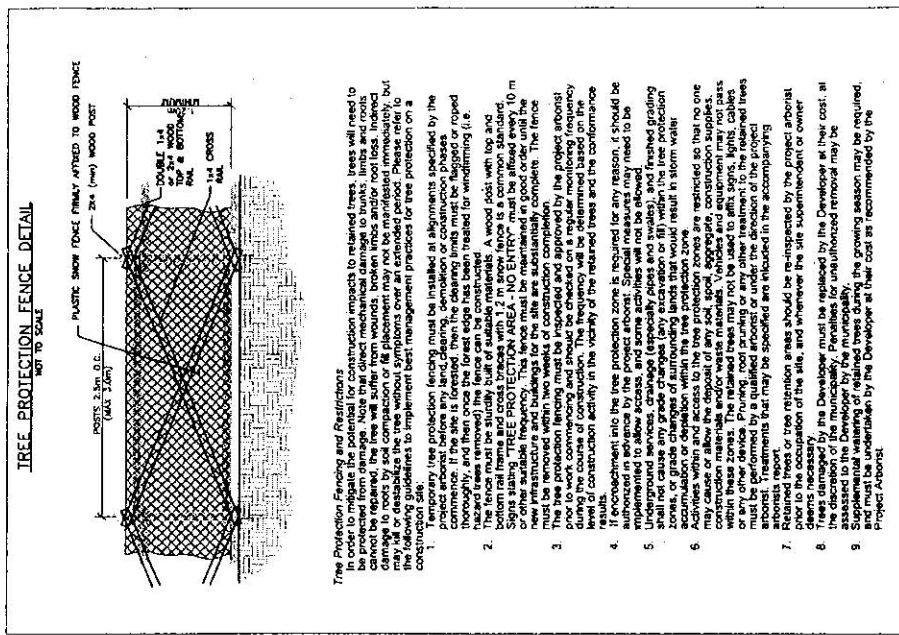 TREE PROTECTION FENCE DETAIL
NOT TO SCALE
PLASTIC SNOW FENCE FIRMLY AFFIXED TO WOOD FENCE
2x4 (min) WOOD POST
POSTS 2.5m O.C.
(MAX 3.0m)
DOUBLE 1x4
or 2x4 WOOD
TOP & BOTTOM
RAIL
1x4 CROSS
RAIL
Tree Protection Fencing and Restrictions
In order to mitigate the potential for construction impacts to retained trees, trees will need to
be protected from damage. Note that direct mechanical damage to trunks, limbs and roots
cannot be repaired, the tree will suffer from wounds, broken limbs and/or root loss. Indirect
damage to roots by soil compaction or fill placement may not be manifested immediately, but
may kill or destabilize the tree without symptoms over an extended period. Please refer to
the following guidelines to implement best management practices for tree protection on a
construction site:
1. Temporary tree protection fencing must be installed at alignments specified by the
project arborist before any land clearing, demolition or construction phases
commence. If the site is forested, then the clearing limits must be flagged or roped
thoroughly, and then once the forest edge has been treated for windfirming (i.e.
hazard trees removed) the fence can be constructed.
2. The fence must be sturdily built of suitable materials. A wood post with top and
bottom rail frame and cross braces with 1.2 m snow fence is a common standard.
Signs stating "TREE PROTECTION AREA - NO ENTRY" must be affixed every 10 m
or other suitable frequency. This fence must be maintained in good order until the
new infrastructure and buildings for the site are substantially complete. The fence
must be removed within two weeks of construction completion.
3. The tree protection fencing must be inspected and approved by the project arborist
prior to work commencing and should be checked on a regular monitoring frequency
during the course of construction. The frequency will be determined based on the
level of construction activity in the vicinity of the retained trees and the conformance
results.
4. If encroachment into the tree protection zone is required for any reason, it should be
authorized in advance by the project arborist. Special measures may need to be
implemented to allow access, and some activities will not be allowed.
5. Underground services, drainage (especially pipes and swales), and finished grading
shall not cause any grade changes (any excavation or fill) within the tree protection
zones, or grade changes of surrounding lands that would result in storm water
accumulation or depletion within the tree protection zone.
6. Activities within and access to the tree protection zones are restricted so that no one
may cause or allow the deposit of any soil, spoil, aggregate, construction supplies,
construction materials and/or waste materials. Vehicles and equipment may not pass
within these zones. The retained trees may not be used to affix signs, lights, cables
or any other device. Pruning, root pruning or any other treatment to the retained trees
must be performed by a qualified arborist or under the direction of the project
arborist. Treatments that may be specified are included in the accompanying
arborists report.
7. Retained trees or tree retention areas should be re-inspected by the project arborist
prior to the occupation of the site, and whenever the site superintendent or owner
deems necessary.
8. Trees damaged by the Developer must be replaced by the Developer at their cost, at
the discretion of the municipality. Penalties for unauthorized removal may be
assessed to the Developer by the municipality.
9. Supplemental watering of retained trees during the growing season may be required,
and must be undertaken by the Developer at their cost as recommended by the
Project Arborist.